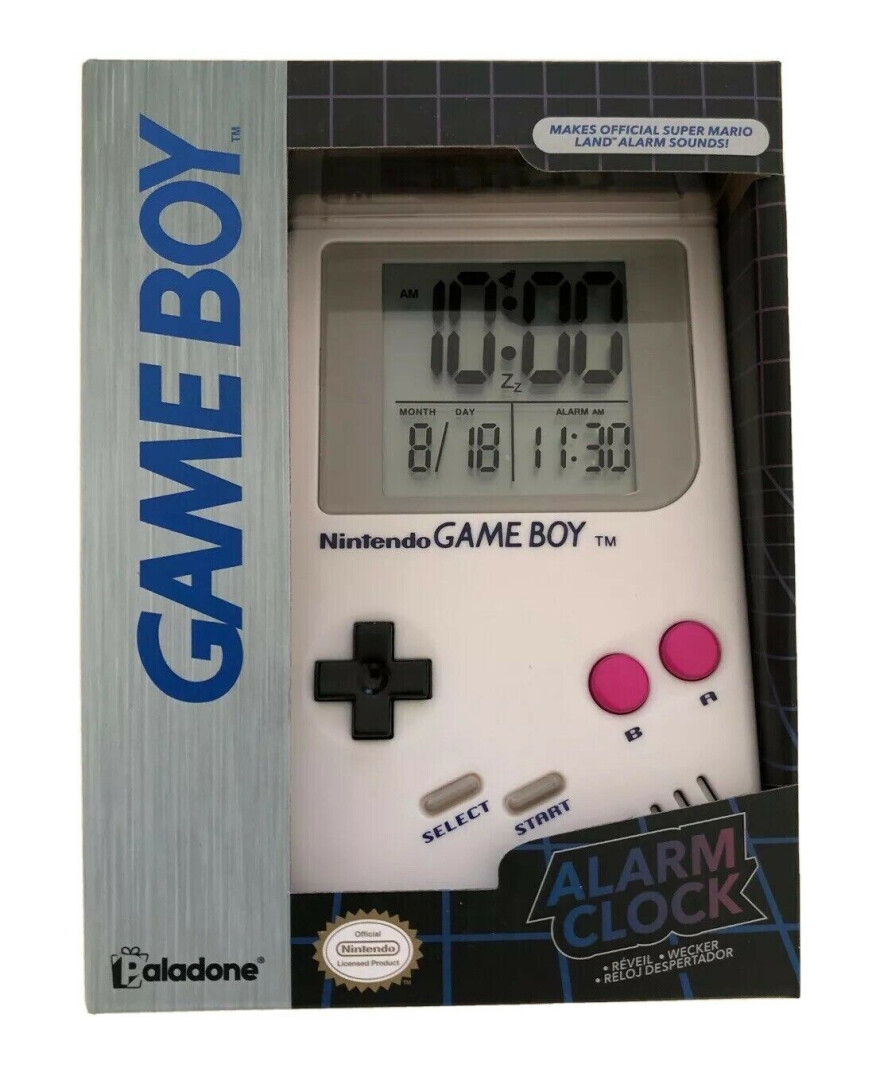 GAME BOY™
MAKES OFFICIAL SUPER MARIO
LAND™ ALARM SOUNDS!
AM 10:00
Zz
MONTH DAY ALARM AM
8/18 11:30
Nintendo GAME BOY TM
B A
SELECT START
ALARM
CLOCK
• RÉVEIL • WECKER
• RELOJ DESPERTADOR
Official
Nintendo
Licensed Product
TM
Paladone®